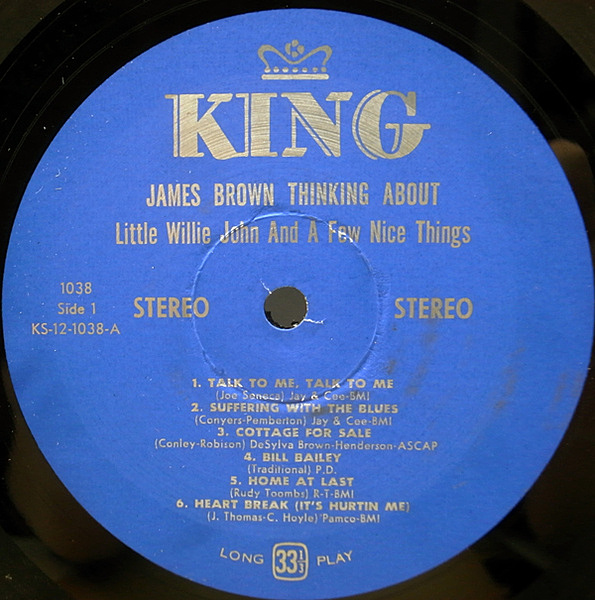 K
KING
JAMES BROWN THINKING ABOUT
Little Willie John And A Few Nice Things
1038
Side 1
KS-12-1038-A
STEREO
STEREO
1. TALK TO ME, TALK TO ME
(Joe Seneca) Jay & Cee-BMI
2. SUFFERING WITH THE BLUES
(Conyers-Pemberton) Jay & Cee-BMI
3. COTTAGE FOR SALE
(Conley-Robison) DeSylva Brown-Henderson-ASCAP
4. BILL BAILEY
(Traditional) P.D.
5. HOME AT LAST
(Rudy Toombs) R-T-BMI
6. HEART BREAK (IT'S HURTIN ME)
(J. Thomas-C. Hoyle) Pamco-BMI
LONG 33 1/3 PLAY